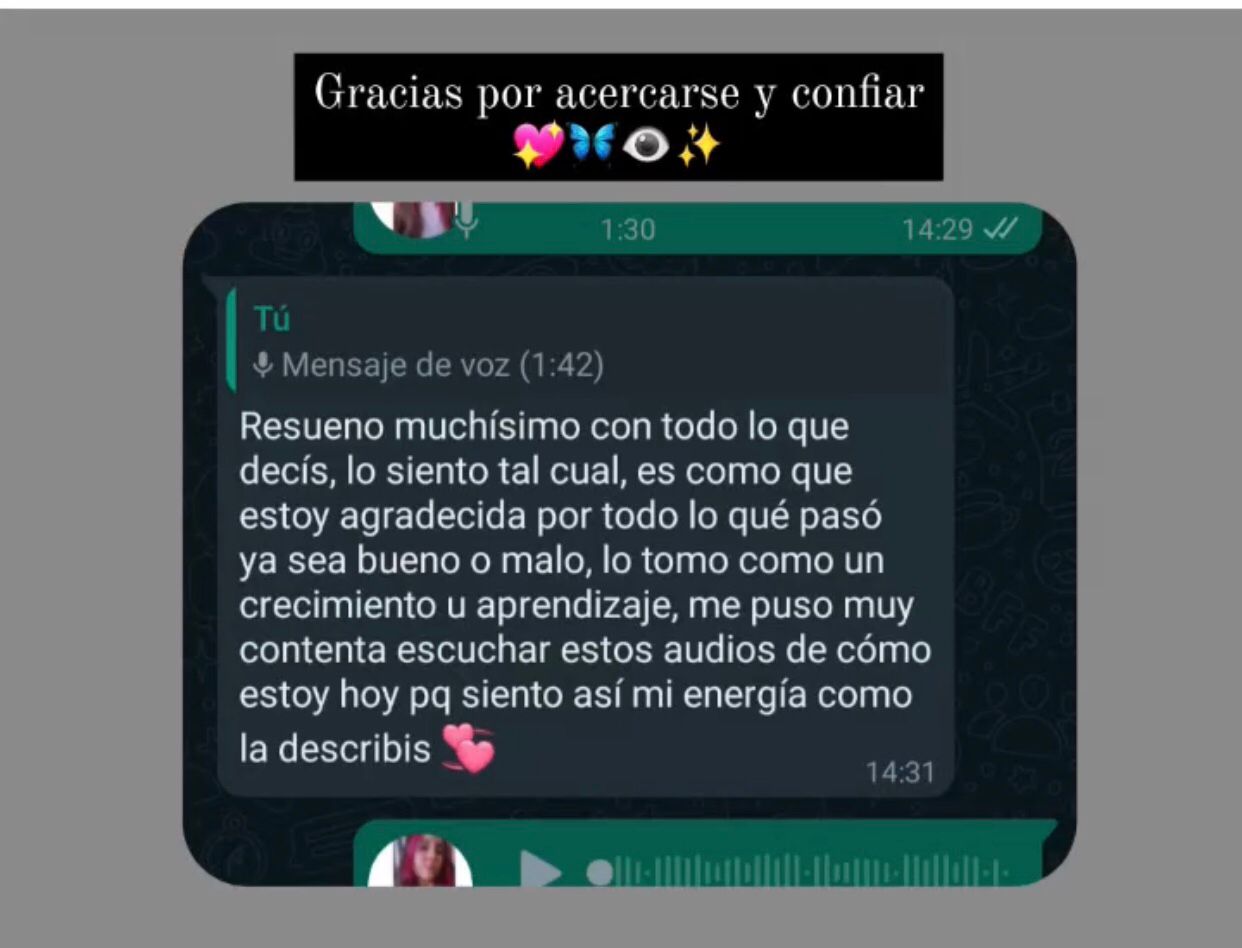 Gracias por acercarse y confiar
💖🦋👁️✨
1:30
14:29
Tú
Mensaje de voz (1:42)
Resueno muchísimo con todo lo que
decís, lo siento tal cual, es como que
estoy agradecida por todo lo qué pasó
ya sea bueno o malo, lo tomo como un
crecimiento u aprendizaje, me puso muy
contenta escuchar estos audios de cómo
estoy hoy pq siento así mi energía como
la describis 💞
14:31